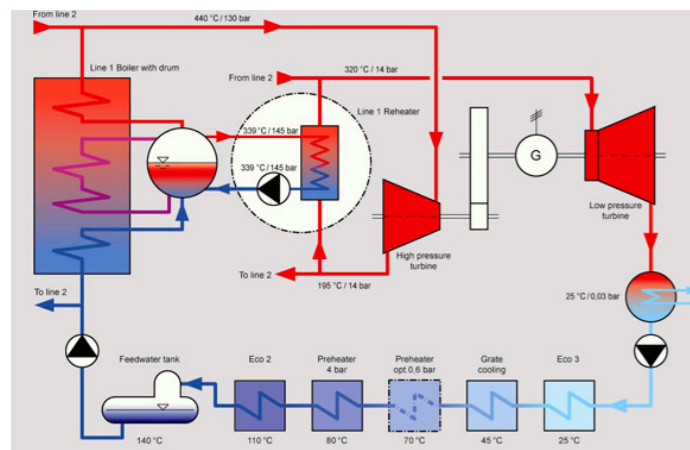 From line 2
440 °C / 130 bar
Line 1 Boiler with drum
From line 2
320 °C / 14 bar
Line 1 Reheater
339 °C / 145 bar
339 °C / 145 bar
G
Low pressure
turbine
High pressure
turbine
To line 2
195 °C / 14 bar
To line 2
25 °C / 0,03 bar
Feedwater tank
Eco 2
Preheater
4 bar
Preheater
opt.0,6 bar
Grate
cooling
Eco 3
140 °C
110 °C
80 °C
70 °C
45 °C
25 °C